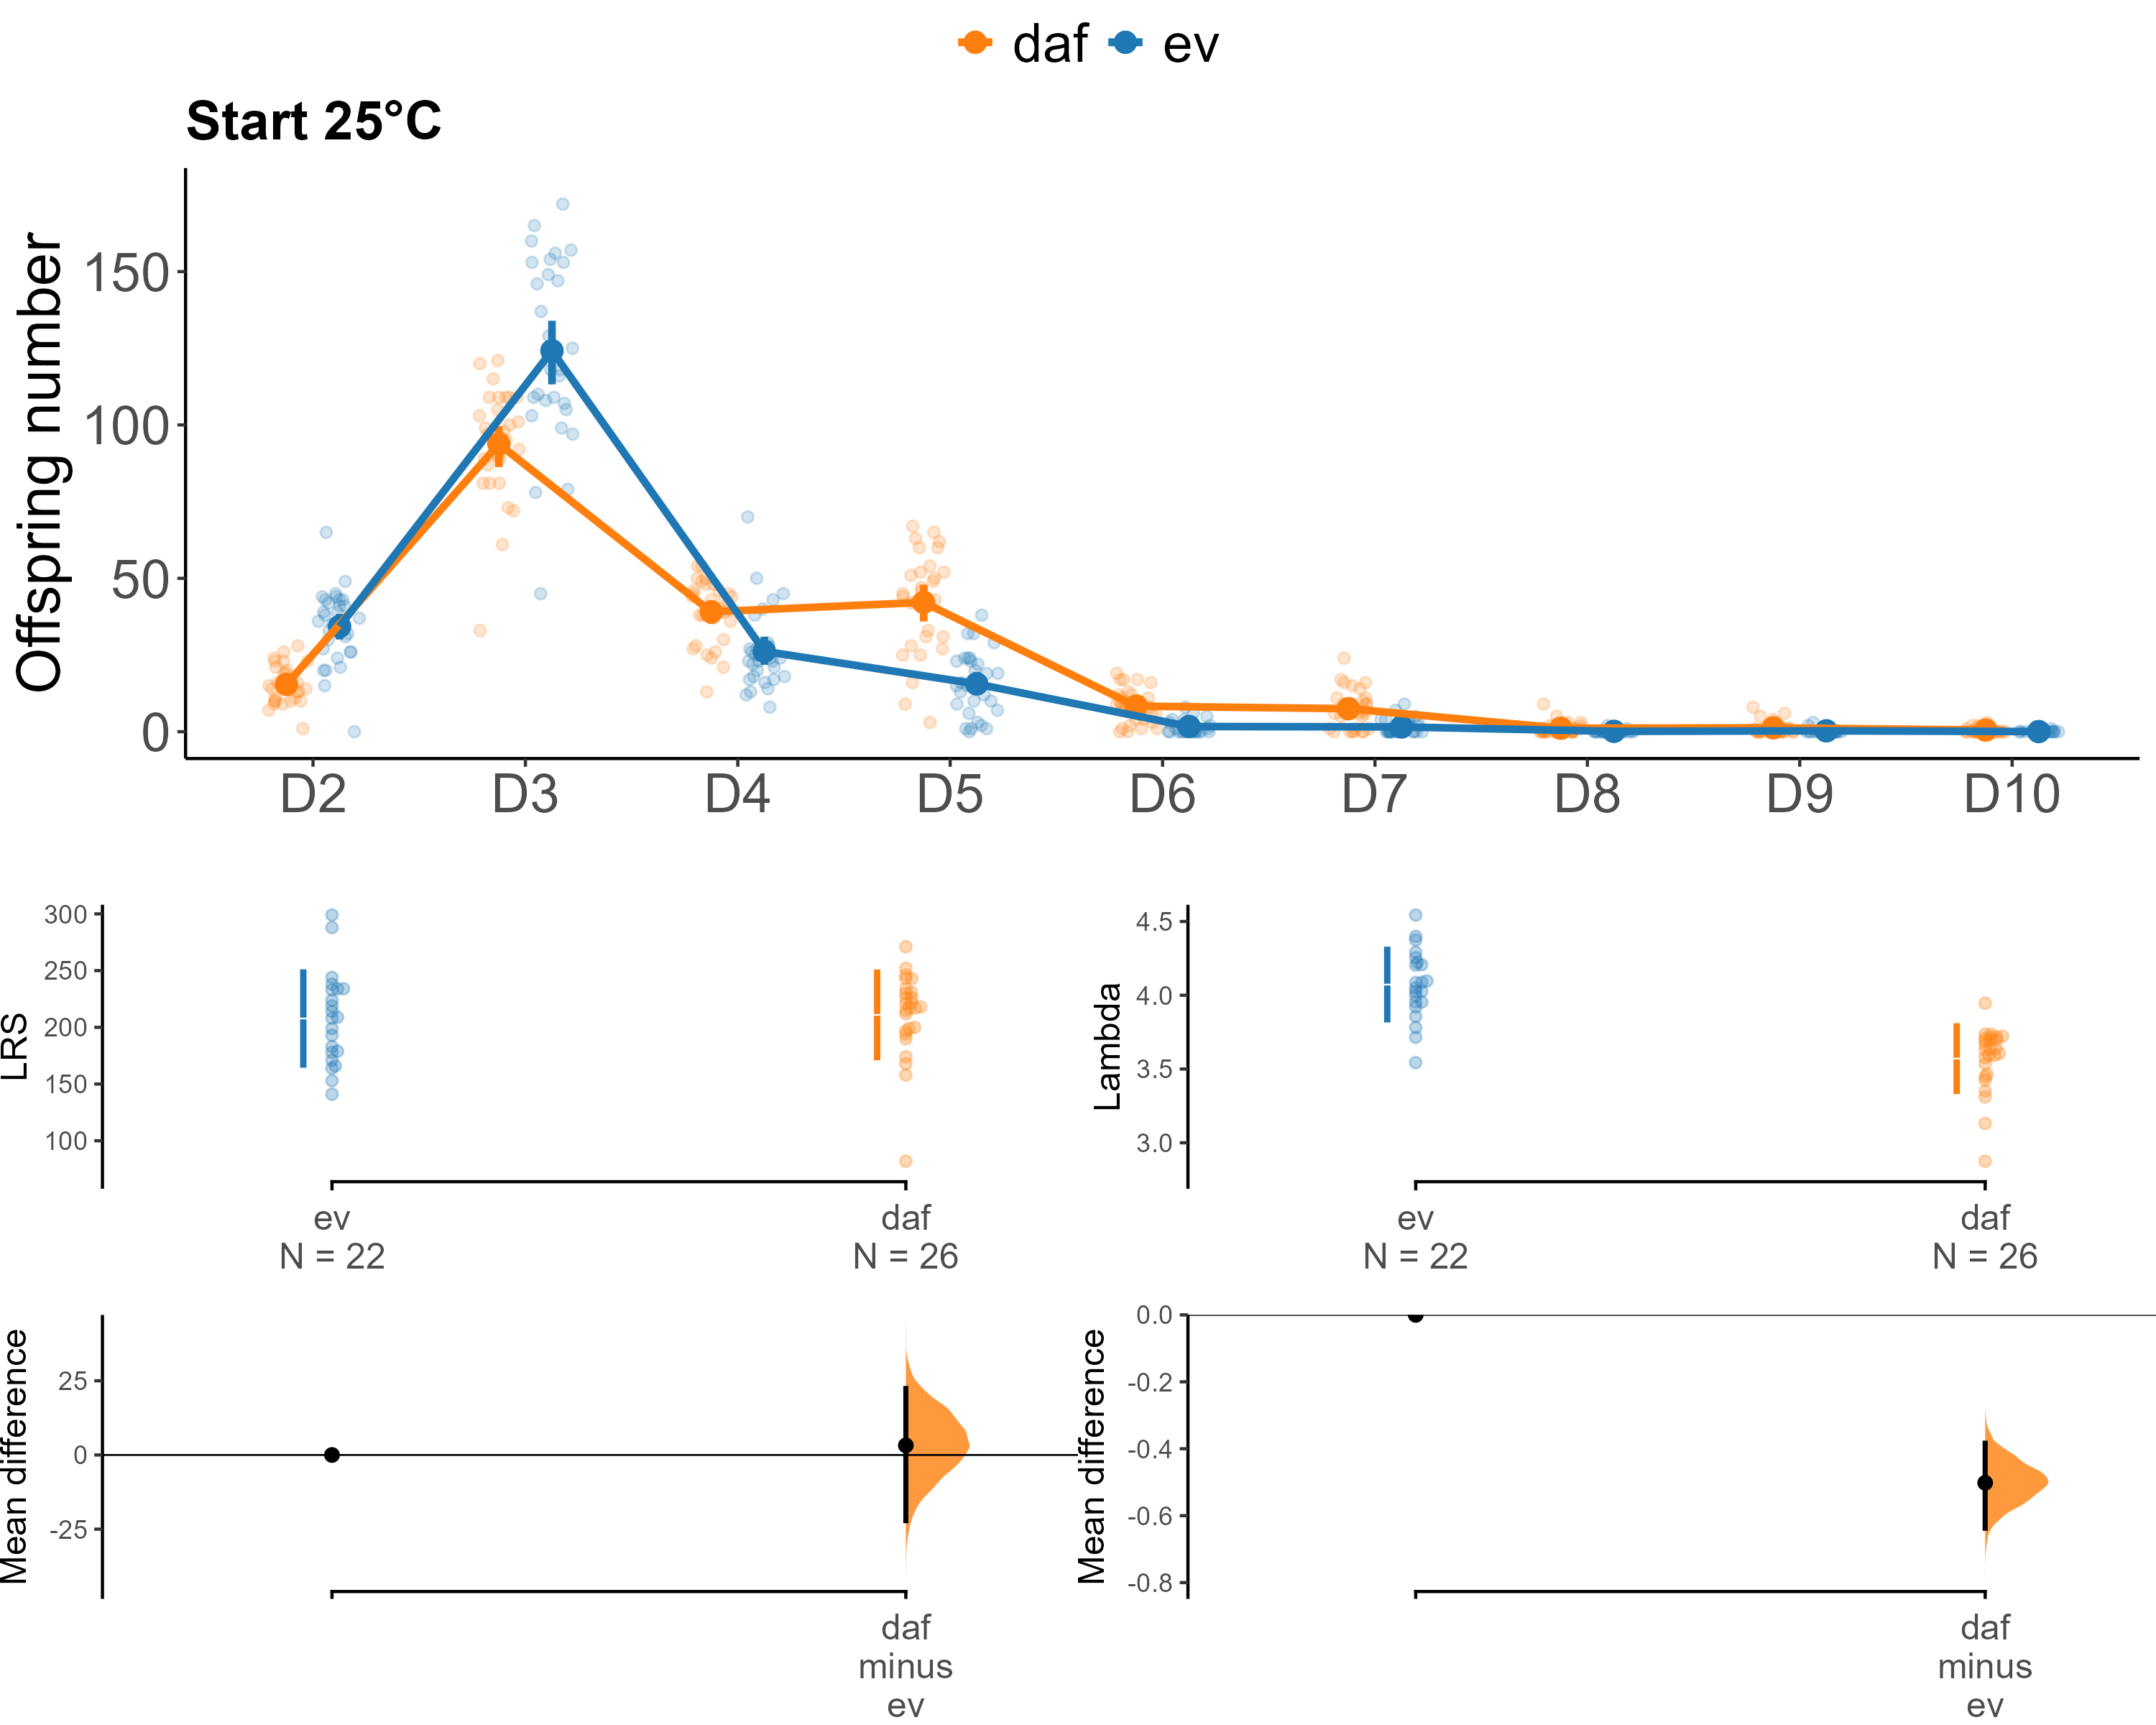 daf ev
Start 25°C
Offspring number
150
100
50
0
D2 D3 D4 D5 D6 D7 D8 D9 D10
LRS
300
250
200
150
100
ev
N = 22
daf
N = 26
Lambda
4.5
4.0
3.5
3.0
ev
N = 22
daf
N = 26
Mean difference
25
0
-25
daf
minus
ev
Mean difference
0.0
-0.2
-0.4
-0.6
-0.8
daf
minus
ev